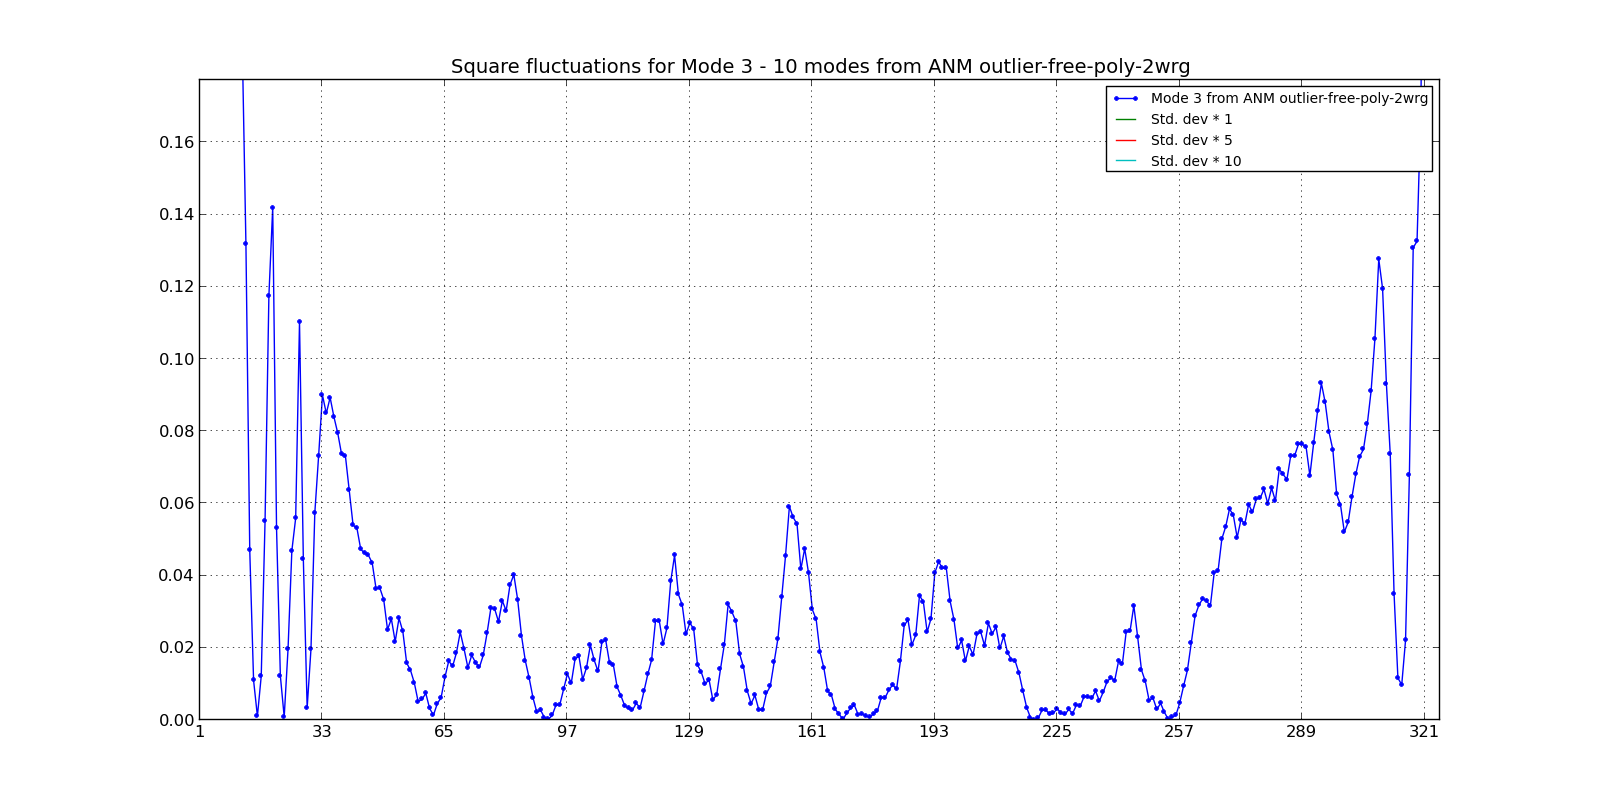 Square fluctuations for Mode 3 - 10 modes from ANM outlier-free-poly-2wrg
Mode 3 from ANM outlier-free-poly-2wrg
Std. dev * 1
Std. dev * 5
Std. dev * 10
0.16
0.14
0.12
0.10
0.08
0.06
0.04
0.02
0.00
1 33 65 97 129 161 193 225 257 289 321